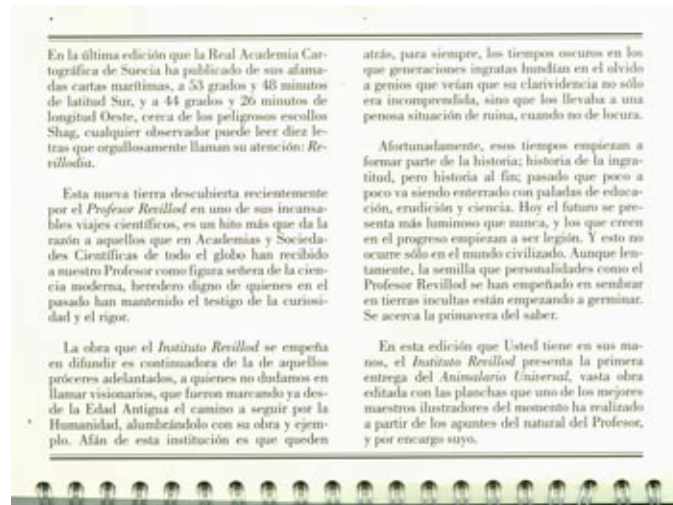 En la última edición que la Real Academia Car-
tográfica de Suecia ha publicado de sus afama-
das cartas marítimas, a 53 grados y 48 minutos
de latitud Sur, y a 44 grados y 26 minutos de
longitud Oeste, cerca de los peligrosos escollos
Shag, cualquier observador puede leer diez le-
tras que orgullosamente llaman su atención: Re-
villodia.
Esta nueva tierra descubierta recientemente
por el Profesor Revillod en uno de sus incansa-
bles viajes científicos, es un hito más que da la
razón a aquellos que en Academias y Socieda-
des Científicas de todo el globo han recibido
a nuestro Profesor como figura señera de la cien-
cia moderna, heredero digno de quienes en el
pasado han mantenido el testigo de la curiosi-
dad y el rigor.
La obra que el Instituto Revillod se empeña
en difundir es continuadora de la de aquellos
próceres adelantados, a quienes no dudamos en
llamar visionarios, que fueron marcando ya des-
de la Edad Antigua el camino a seguir por la
Humanidad, alumbrándolo con su obra y ejem-
plo. Afán de esta institución es que queden
atrás, para siempre, los tiempos oscuros en los
que generaciones ingratas hundían en el olvido
a genios que veían que su clarividencia no sólo
era incomprendida, sino que los llevaba a una
penosa situación de ruina, cuando no de locura.
Afortunadamente, esos tiempos empiezan a
formar parte de la historia; historia de la ingra-
titud, pero historia al fin; pasado que poco a
poco va siendo enterrado con paladas de educa-
ción, erudición y ciencia. Hoy el futuro se pre-
senta más luminoso que nunca, y los que creen
en el progreso empiezan a ser legión. Y esto no
ocurre sólo en el mundo civilizado. Aunque len-
tamente, la semilla que personalidades como el
Profesor Revillod se han empeñado en sembrar
en tierras incultas están empezando a germinar.
Se acerca la primavera del saber.
En esta edición que Usted tiene en sus ma-
nos, el Instituto Revillod presenta la primera
entrega del Animalario Universal, vasta obra
editada con las planchas que uno de los mejores
maestros ilustradores del momento ha realizado
a partir de los apuntes del natural del Profesor,
y por encargo suyo.